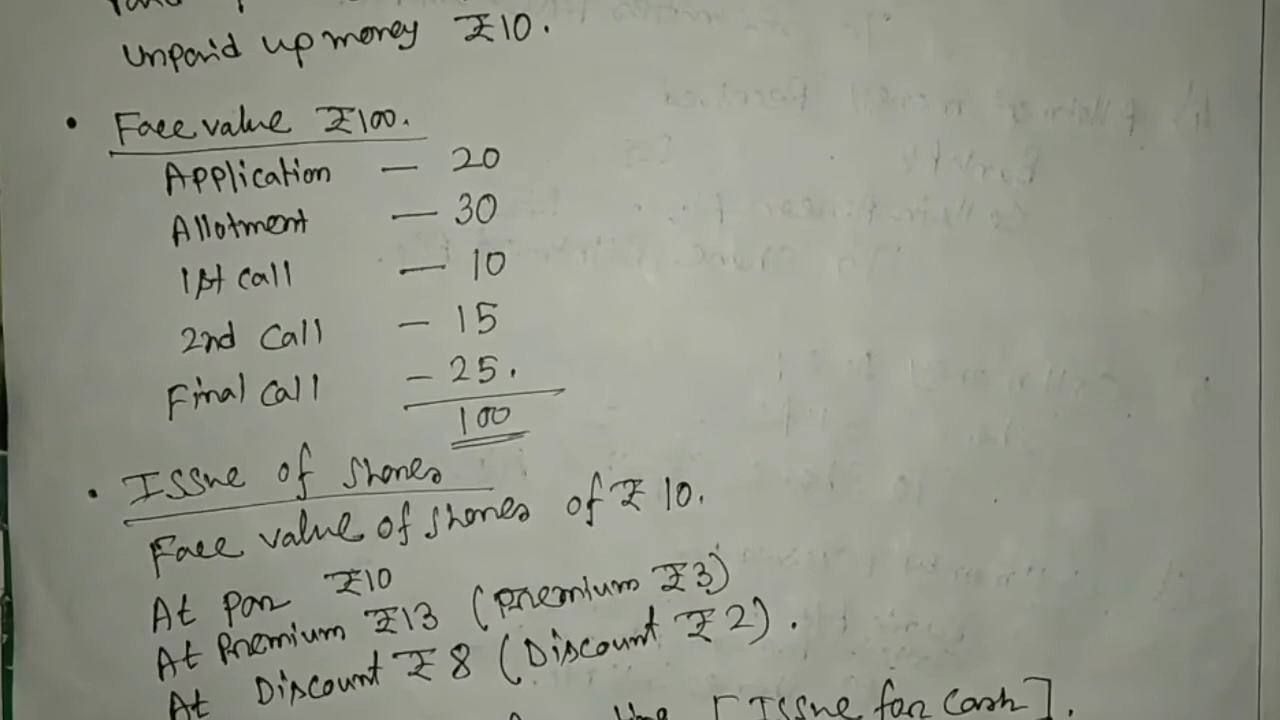 Unpaid up money ₹10.
• Face value ₹100.
Application — 20
Allotment — 30
1st call — 10
2nd call — 15
Final call — 25.
100
• Issue of shares
Face value of shares of ₹10.
At par ₹10
At Premium ₹13 (Premium ₹3)
At Discount ₹8 (Discount ₹2).
[Issue for cash].